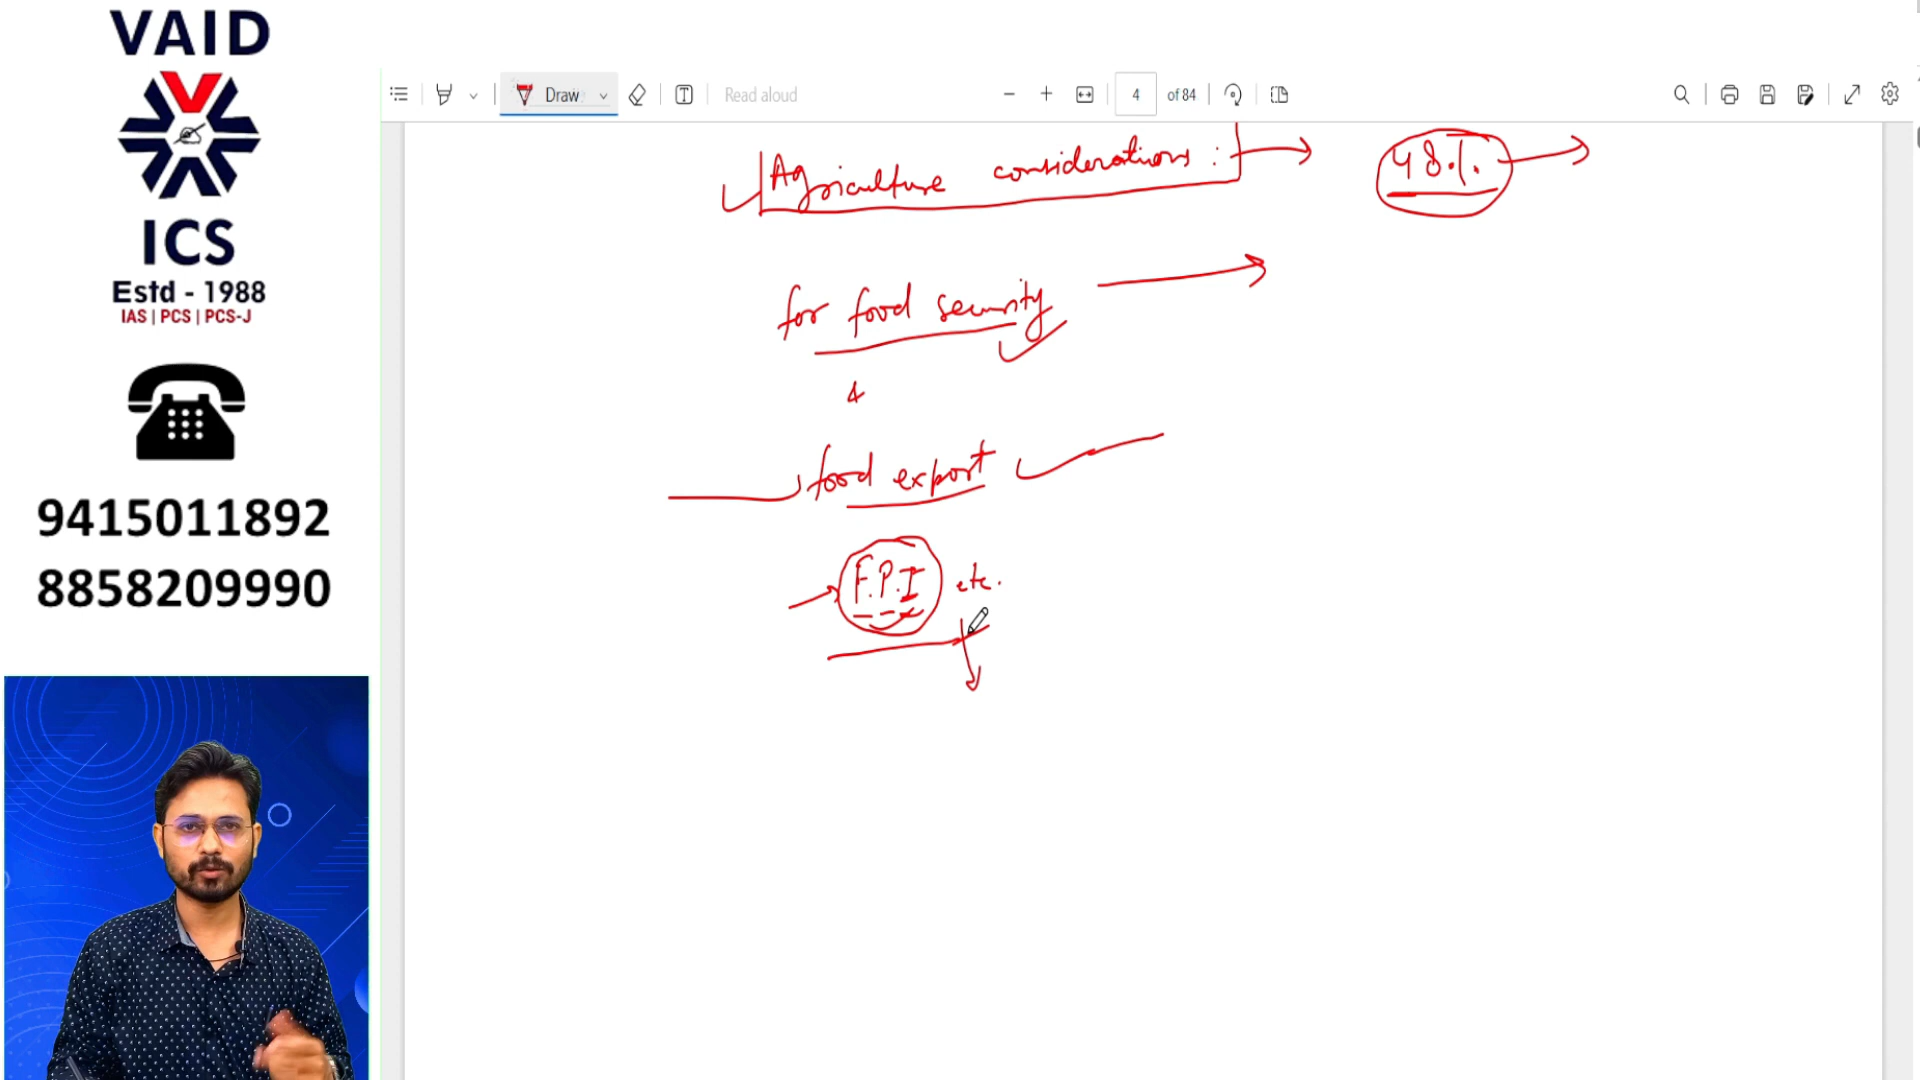 VAID
ICS
Estd - 1988
IAS | PCS | PCS-J
9415011892
8858209990
Draw
Read aloud
4 of 84
Agriculture considerations :
48%.
for food security
&
food export
F.P.I etc.